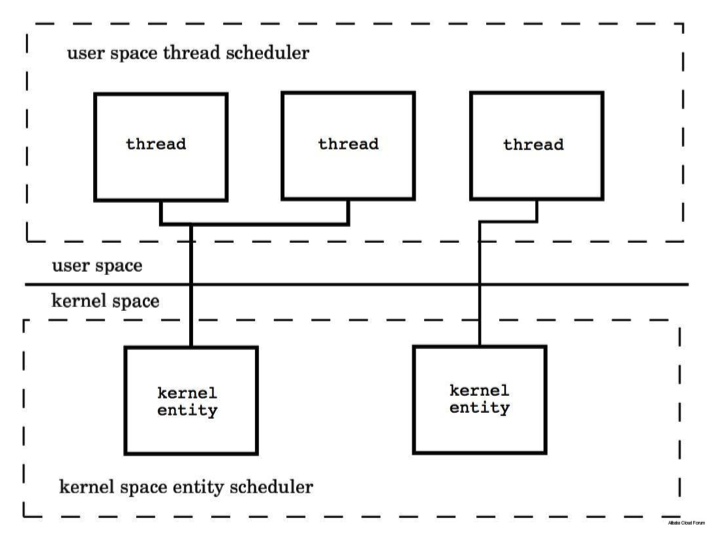 user space thread scheduler
thread
thread
thread
user space
kernel space
kernel
entity
kernel
entity
kernel space entity scheduler
Alibaba Cloud Forum